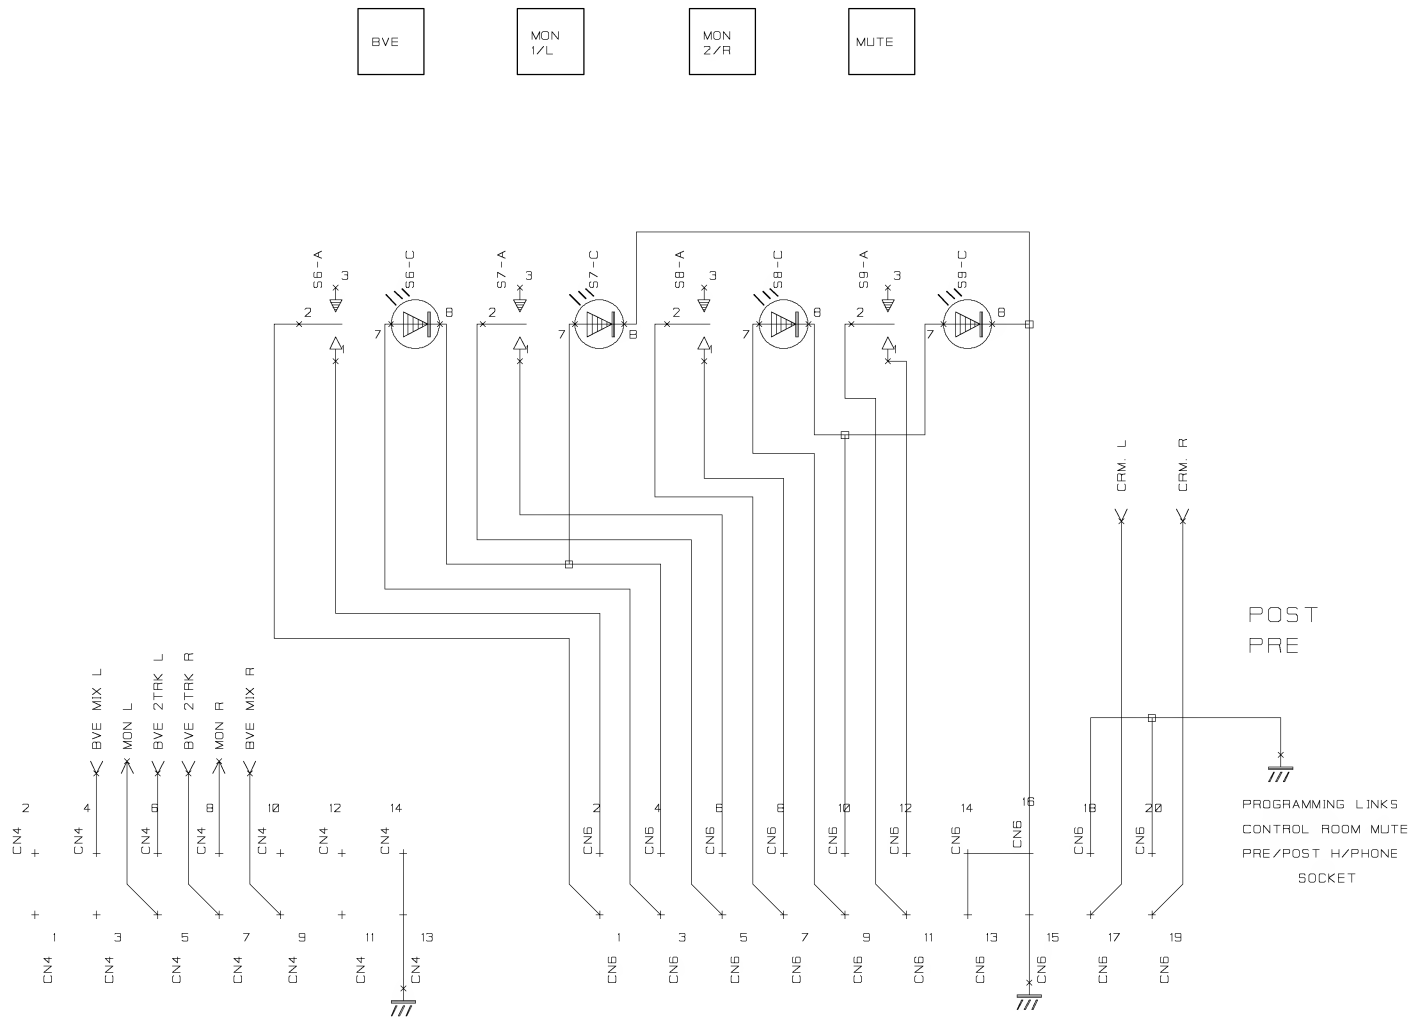 BVE
MON
1/L
MON
2/R
MUTE
S6-A
3
S6-C
S7-A
3
S7-C
S8-A
3
S8-C
S9-A
3
S9-C
2
8
2
2
8
2
8
7
1
7
8
1
7
1
7
1
CRM. L
CRM. R
POST
PRE
BVE MIX L
MON L
BVE 2TRK L
BVE 2TRK R
MON R
BVE MIX R
2
4
6
8
10
12
14
2
4
6
8
10
12
14
16
18
20
CN4
CN4
CN4
CN4
CN4
CN4
CN4
CN6
CN6
CN6
CN6
CN6
CN6
CN6
CN6
CN6
CN6
PROGRAMMING LINKS
CONTROL ROOM MUTE
PRE/POST H/PHONE
SOCKET
1
3
5
7
9
11
13
1
3
5
7
9
11
13
15
17
19
CN4
CN4
CN4
CN4
CN4
CN4
CN4
CN6
CN6
CN6
CN6
CN6
CN6
CN6
CN6
CN6
CN6